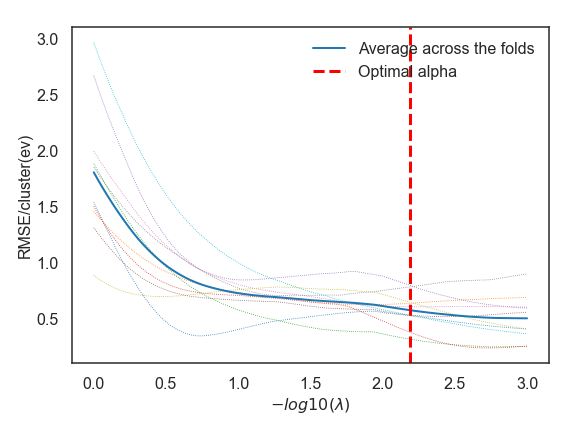 Average across the folds
Optimal alpha
RMSE/cluster(ev)
3.0
2.5
2.0
1.5
1.0
0.5
0.0 0.5 1.0 1.5 2.0 2.5 3.0
−log10(λ)